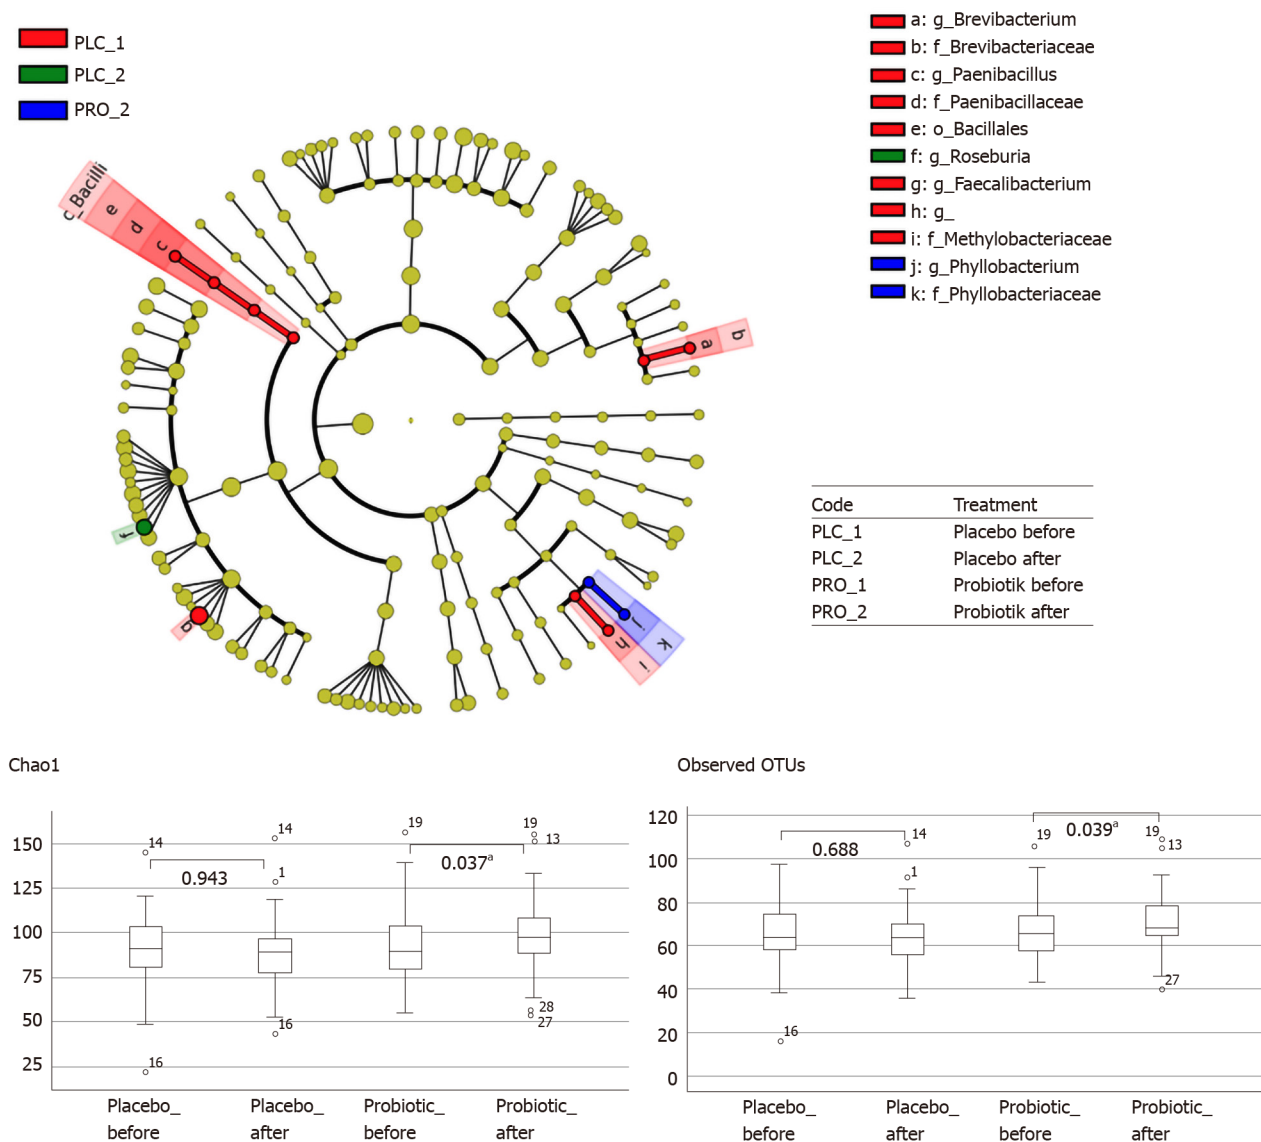 PLC_1
PLC_2
PRO_2
a: g_Brevibacterium
b: f_Brevibacteriaceae
c: g_Paenibacillus
d: f_Paenibacillaceae
e: o_Bacillales
f: g_Roseburia
g: g_Faecalibacterium
h: g_
i: f_Methylobacteriaceae
j: g_Phyllobacterium
k: f_Phyllobacteriaceae
c_Bacilli
e
d
c
a
b
f
g
h
i
j
k
Code Treatment
PLC_1 Placebo before
PLC_2 Placebo after
PRO_1 Probiotik before
PRO_2 Probiotik after
Chao1
150
125
100
75
50
25
14
16
0.943
14
1
16
19
0.037a
19
13
28
27
Placebo_
before
Placebo_
after
Probiotic_
before
Probiotic_
after
Observed OTUs
120
100
80
60
40
20
0
16
0.688
14
1
19
0.039a
19
13
27
Placebo_
before
Placebo_
after
Probiotic_
before
Probiotic_
after